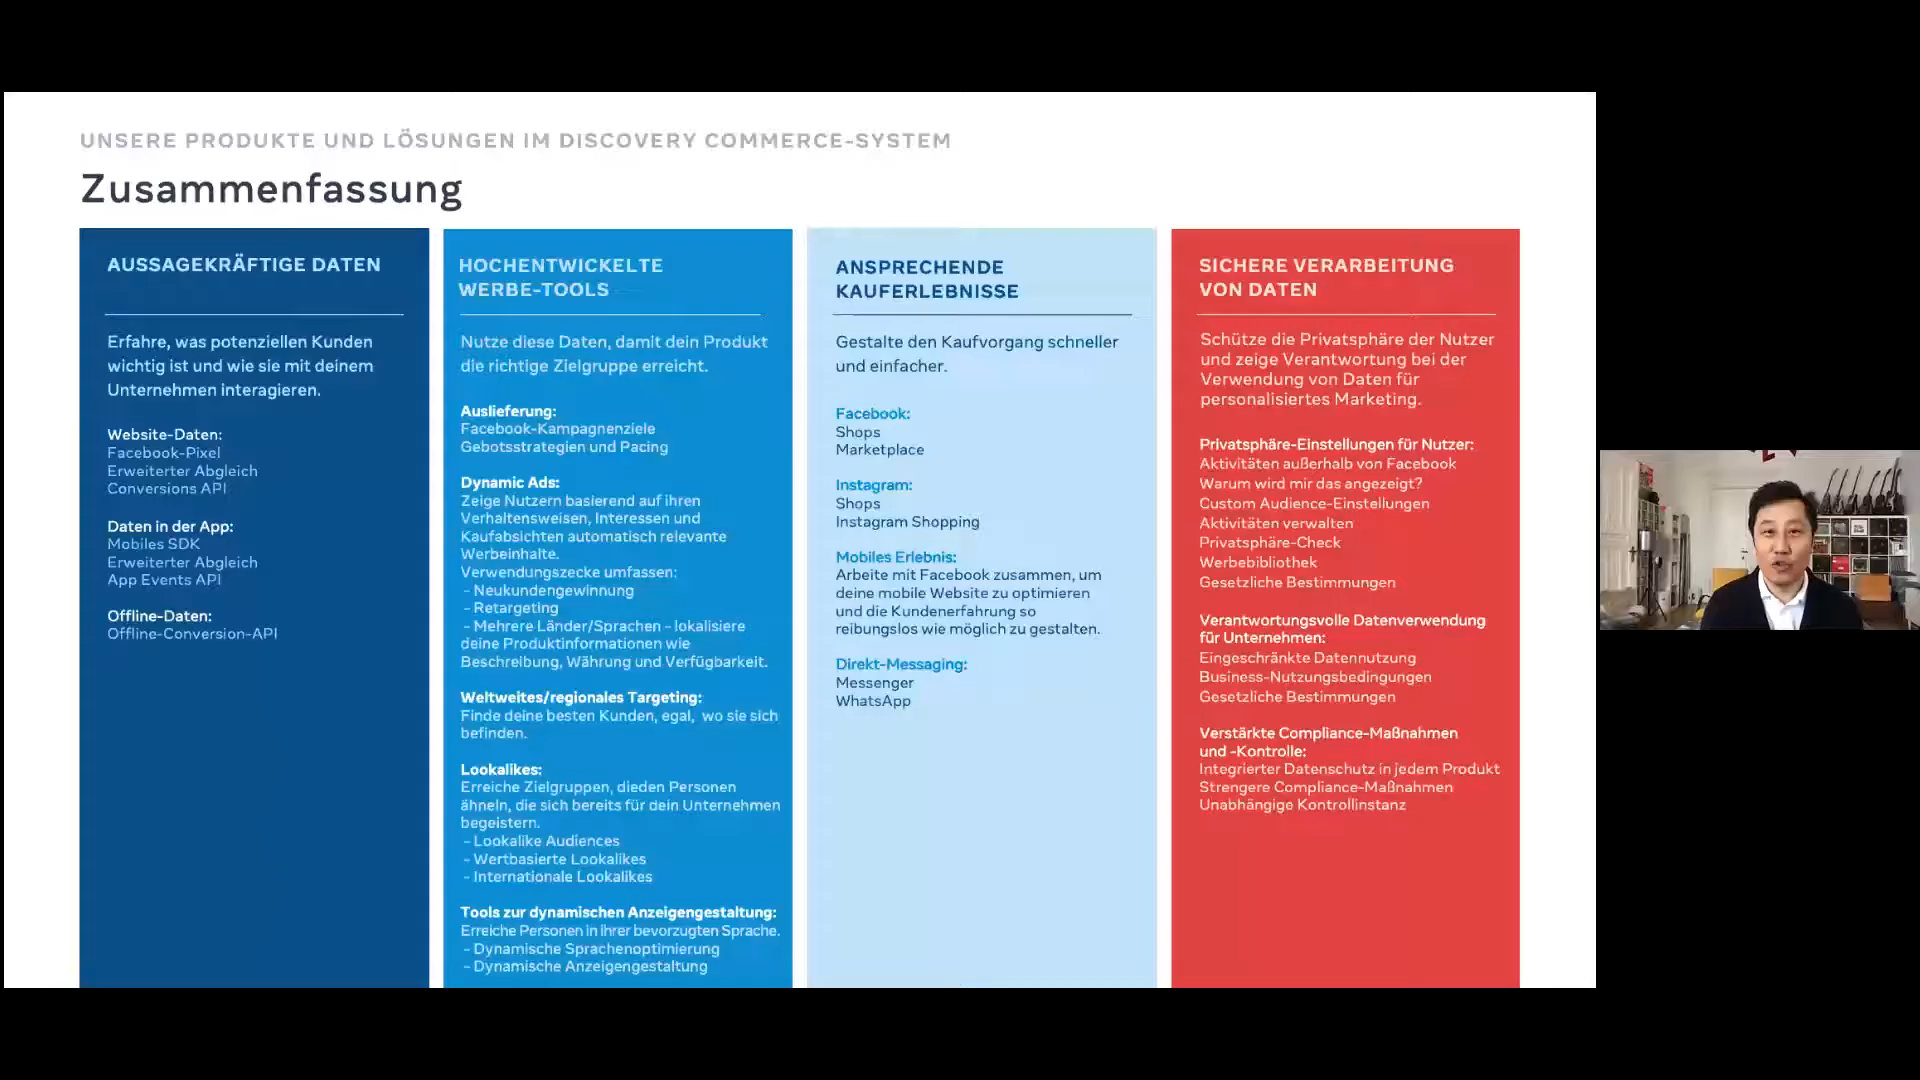 UNSERE PRODUKTE UND LÖSUNGEN IM DISCOVERY COMMERCE-SYSTEM
Zusammenfassung
AUSSAGEKRÄFTIGE DATEN
Erfahre, was potenziellen Kunden
wichtig ist und wie sie mit deinem
Unternehmen interagieren.
Website-Daten:
Facebook-Pixel
Erweiterter Abgleich
Conversions API
Daten in der App:
Mobiles SDK
Erweiterter Abgleich
App Events API
Offline-Daten:
Offline-Conversion-API
HOCHENTWICKELTE
WERBE-TOOLS
Nutze diese Daten, damit dein Produkt
die richtige Zielgruppe erreicht.
Auslieferung:
Facebook-Kampagnenziele
Gebotsstrategien und Pacing
Dynamic Ads:
Zeige Nutzern basierend auf ihren
Verhaltensweisen, Interessen und
Kaufabsichten automatisch relevante
Werbeinhalte.
Verwendungszecke umfassen:
- Neukundengewinnung
- Retargeting
- Mehrere Länder/Sprachen – lokalisiere
deine Produktinformationen wie
Beschreibung, Währung und Verfügbarkeit.
Weltweites/regionales Targeting:
Finde deine besten Kunden, egal, wo sie sich
befinden.
Lookalikes:
Erreiche Zielgruppen, dieden Personen
ähneln, die sich bereits für dein Unternehmen
begeistern.
- Lookalike Audiences
- Wertbasierte Lookalikes
- Internationale Lookalikes
Tools zur dynamischen Anzeigengestaltung:
Erreiche Personen in ihrer bevorzugten Sprache.
- Dynamische Sprachenoptimierung
- Dynamische Anzeigengestaltung
ANSPRECHENDE
KAUFERLEBNISSE
Gestalte den Kaufvorgang schneller
und einfacher.
Facebook:
Shops
Marketplace
Instagram:
Shops
Instagram Shopping
Mobiles Erlebnis:
Arbeite mit Facebook zusammen, um
deine mobile Website zu optimieren
und die Kundenerfahrung so
reibungslos wie möglich zu gestalten.
Direkt-Messaging:
Messenger
WhatsApp
SICHERE VERARBEITUNG
VON DATEN
Schütze die Privatsphäre der Nutzer
und zeige Verantwortung bei der
Verwendung von Daten für
personalisiertes Marketing.
Privatsphäre-Einstellungen für Nutzer:
Aktivitäten außerhalb von Facebook
Warum wird mir das angezeigt?
Custom Audience-Einstellungen
Aktivitäten verwalten
Privatsphäre-Check
Werbebibliothek
Gesetzliche Bestimmungen
Verantwortungsvolle Datenverwendung
für Unternehmen:
Eingeschränkte Datennutzung
Business-Nutzungsbedingungen
Gesetzliche Bestimmungen
Verstärkte Compliance-Maßnahmen
und -Kontrolle:
Integrierter Datenschutz in jedem Produkt
Strengere Compliance-Maßnahmen
Unabhängige Kontrollinstanz